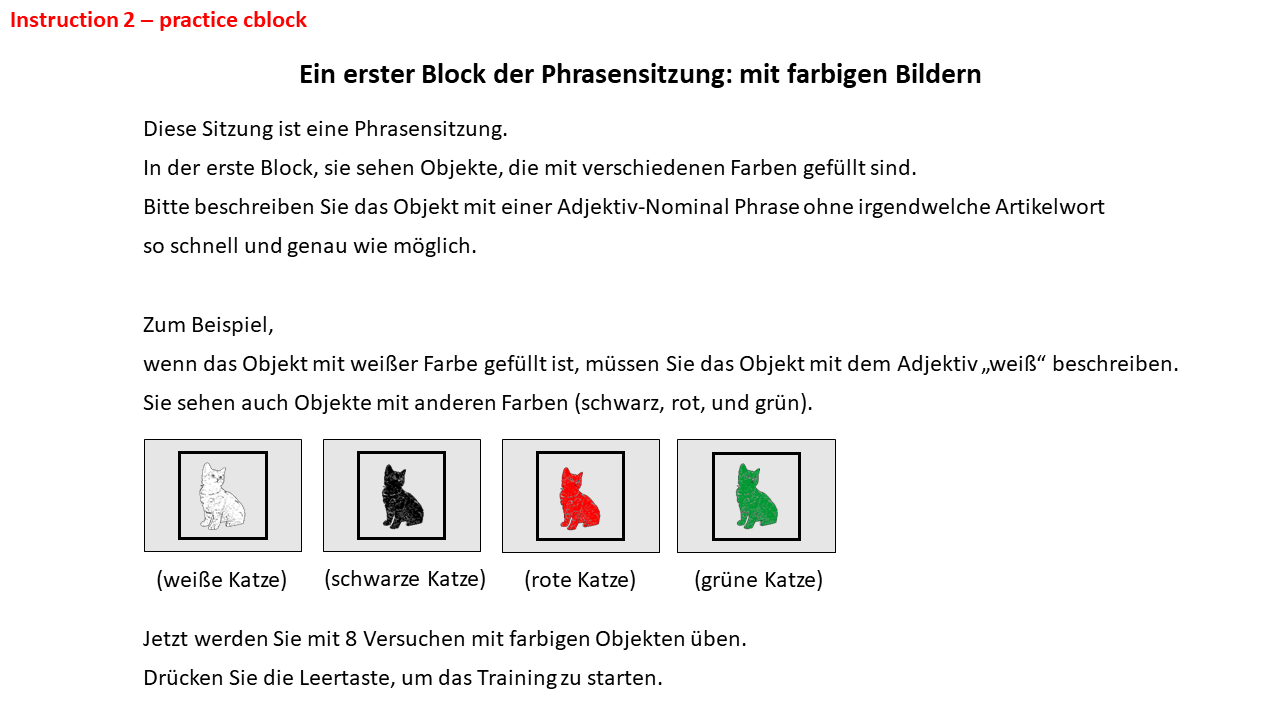 Instruction 2 – practice cblock
Ein erster Block der Phrasensitzung: mit farbigen Bildern
Diese Sitzung ist eine Phrasensitzung.
In der erste Block, sie sehen Objekte, die mit verschiedenen Farben gefüllt sind.
Bitte beschreiben Sie das Objekt mit einer Adjektiv-Nominal Phrase ohne irgendwelche Artikelwort
so schnell und genau wie möglich.
Zum Beispiel,
wenn das Objekt mit weißer Farbe gefüllt ist, müssen Sie das Objekt mit dem Adjektiv „weiß“ beschreiben.
Sie sehen auch Objekte mit anderen Farben (schwarz, rot, und grün).
(weiße Katze) (schwarze Katze) (rote Katze) (grüne Katze)
Jetzt werden Sie mit 8 Versuchen mit farbigen Objekten üben.
Drücken Sie die Leertaste, um das Training zu starten.